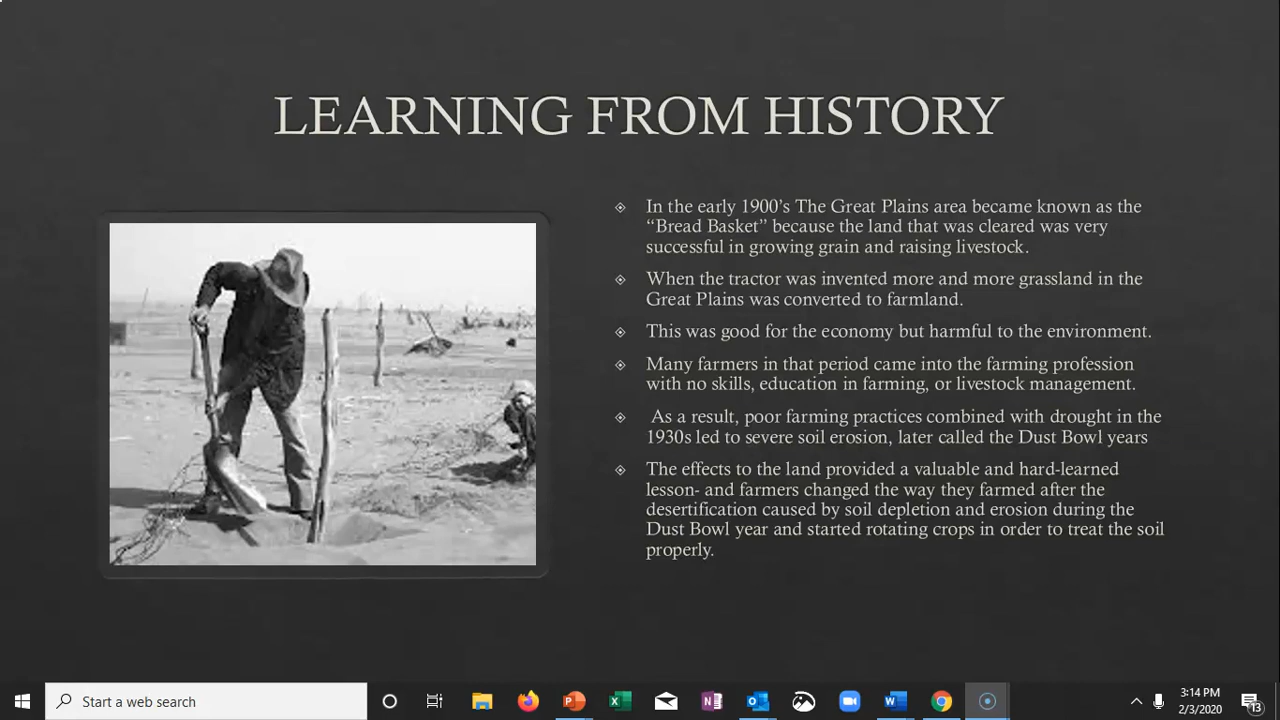 LEARNING FROM HISTORY
In the early 1900's The Great Plains area became known as the
“Bread Basket” because the land that was cleared was very
successful in growing grain and raising livestock.
When the tractor was invented more and more grassland in the
Great Plains was converted to farmland.
This was good for the economy but harmful to the environment.
Many farmers in that period came into the farming profession
with no skills, education in farming, or livestock management.
As a result, poor farming practices combined with drought in the
1930s led to severe soil erosion, later called the Dust Bowl years
The effects to the land provided a valuable and hard-learned
lesson- and farmers changed the way they farmed after the
desertification caused by soil depletion and erosion during the
Dust Bowl year and started rotating crops in order to treat the soil
properly.
Start a web search
3:14 PM
2/3/2020
13